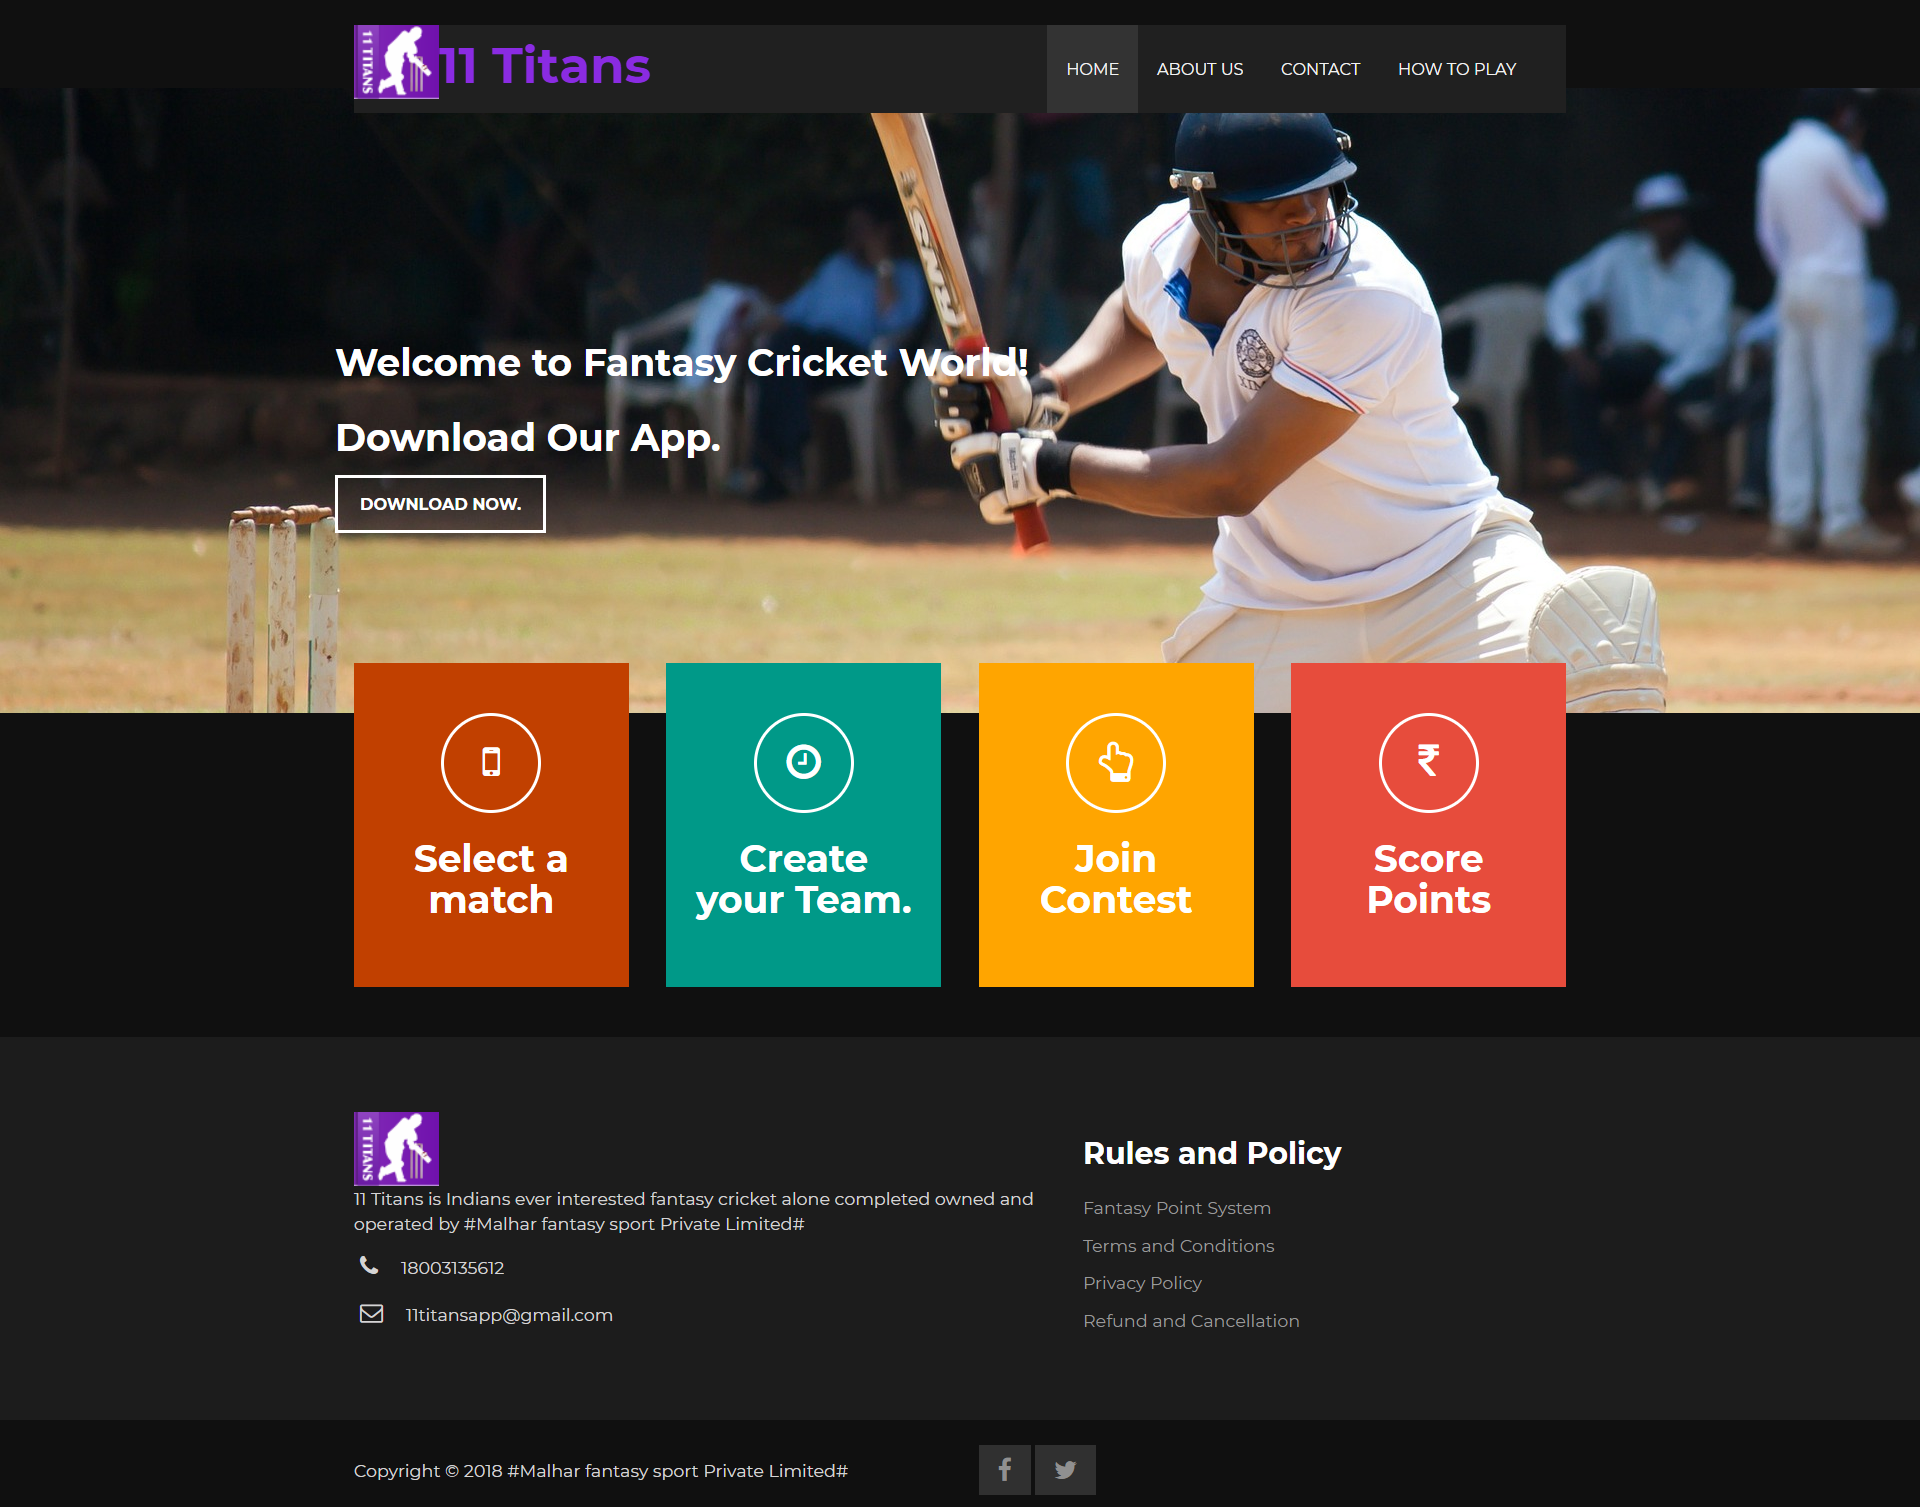 11 TITANS
11 Titans
HOME ABOUT US CONTACT HOW TO PLAY
Welcome to Fantasy Cricket World!
Download Our App.
DOWNLOAD NOW.
Select a
match
Create
your Team.
Join
Contest
Score
Points
11 TITANS
11 Titans is Indians ever interested fantasy cricket alone completed owned and
operated by #Malhar fantasy sport Private Limited#
18003135612
11titansapp@gmail.com
Rules and Policy
Fantasy Point System
Terms and Conditions
Privacy Policy
Refund and Cancellation
Copyright © 2018 #Malhar fantasy sport Private Limited#